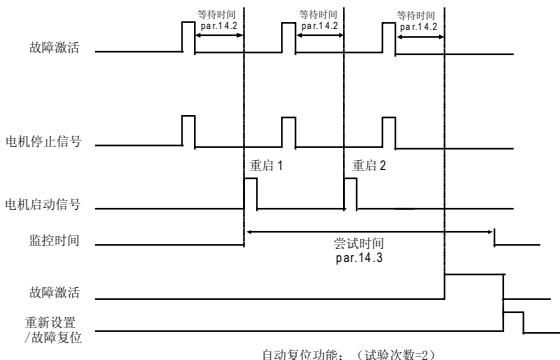 等待时间 等待时间 等待时间
par.14.2 par.14.2 par.14.2
故障激活
电机停止信号
重启 1 重启 2
电机启动信号
监控时间
尝试时间
par.14.3
故障激活
重新设置
/故障复位
自动复位功能：（试验次数=2）